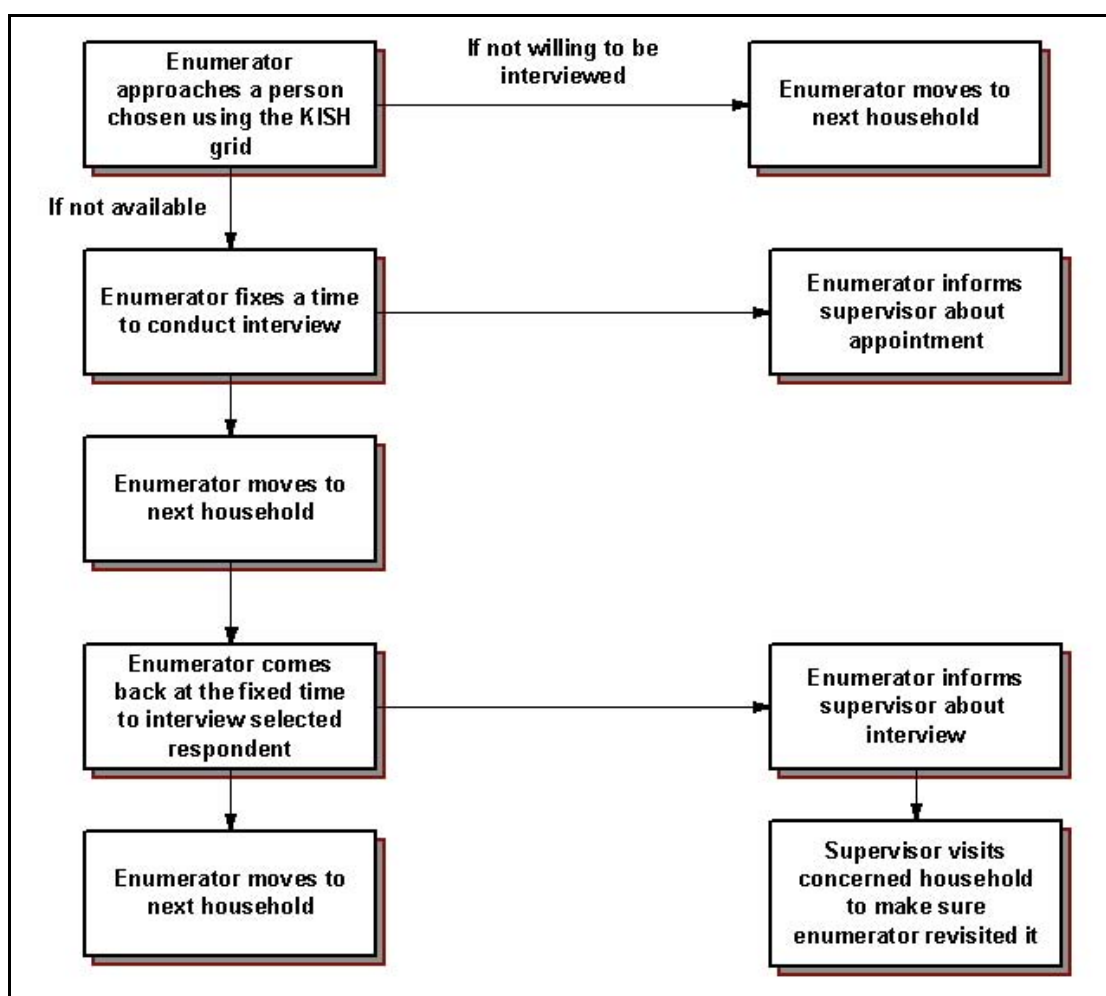 Enumerator
approaches a person
chosen using the KISH
grid
If not willing to be
interviewed
Enumerator moves to
next household
If not available
Enumerator fixes a time
to conduct interview
Enumerator informs
supervisor about
appointment
Enumerator moves to
next household
Enumerator comes
back at the fixed time
to interview selected
respondent
Enumerator informs
supervisor about
interview
Enumerator moves to
next household
Supervisor visits
concerned household
to make sure
enumerator revisited it